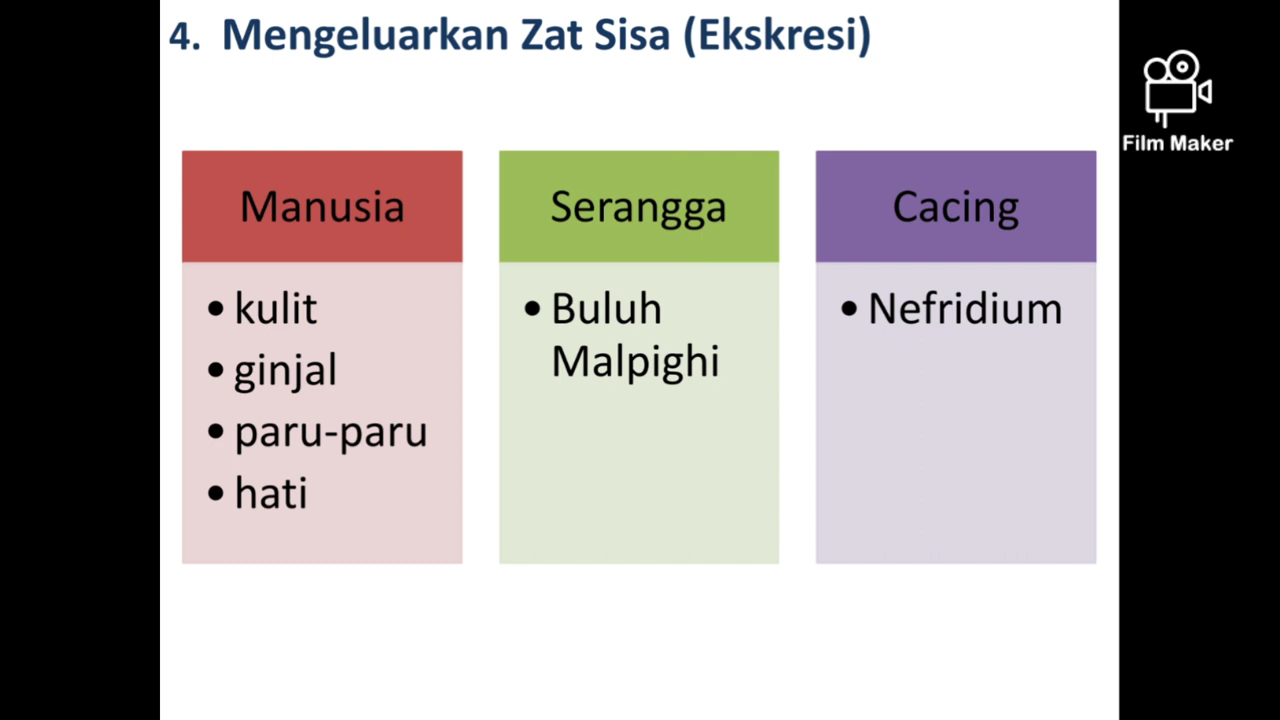 4. Mengeluarkan Zat Sisa (Ekskresi)
Film Maker
Manusia
• kulit
• ginjal
• paru-paru
• hati
Serangga
• Buluh
Malpighi
Cacing
• Nefridium